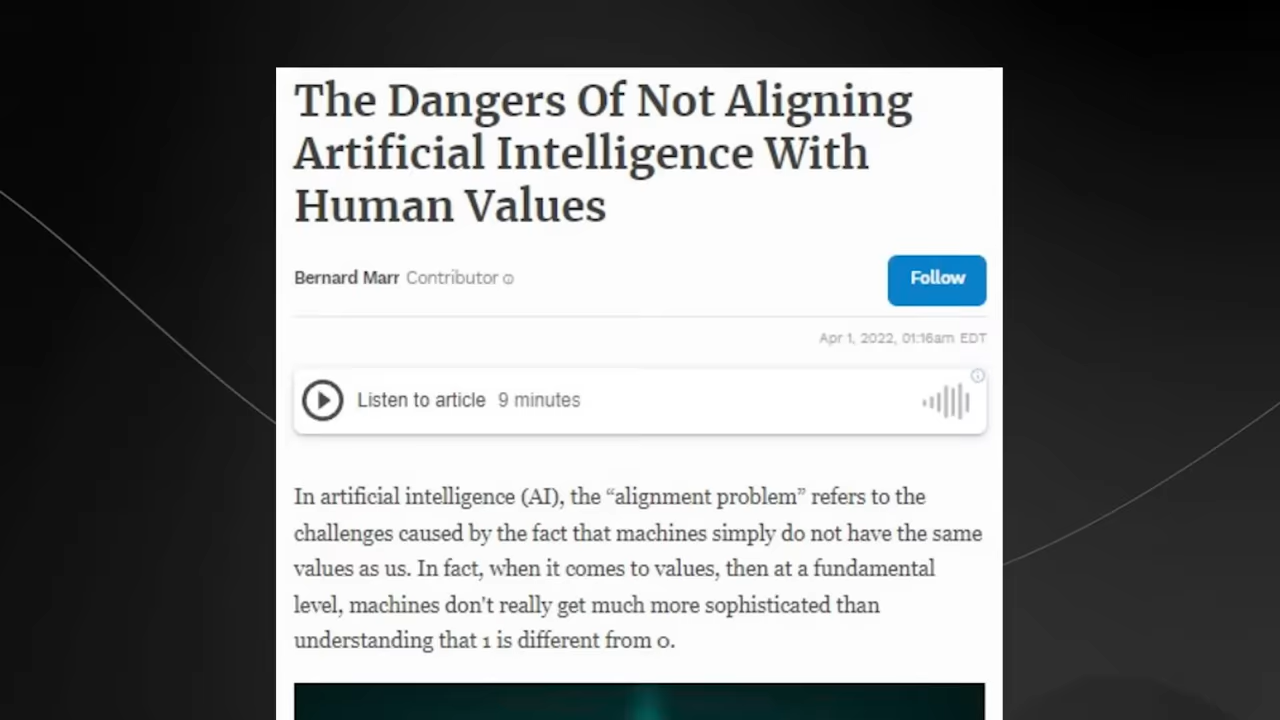 The Dangers Of Not Aligning
Artificial Intelligence With
Human Values
Bernard Marr Contributor
Follow
Apr 1, 2022, 01:16am EDT
Listen to article 9 minutes
In artificial intelligence (AI), the “alignment problem” refers to the
challenges caused by the fact that machines simply do not have the same
values as us. In fact, when it comes to values, then at a fundamental
level, machines don't really get much more sophisticated than
understanding that 1 is different from 0.